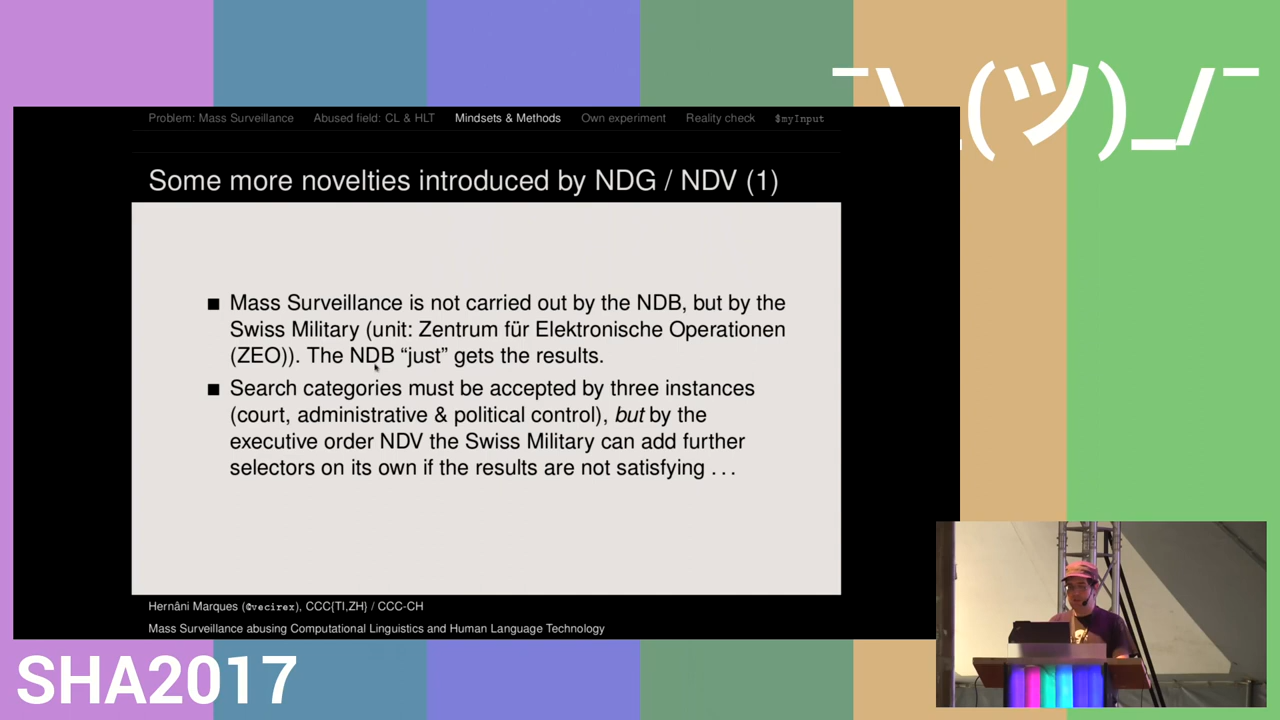 ¯\_(ツ)_/¯
Problem: Mass Surveillance Abused field: CL & HLT Mindsets & Methods Own experiment Reality check $myInput
Some more novelties introduced by NDG / NDV (1)
■ Mass Surveillance is not carried out by the NDB, but by the
Swiss Military (unit: Zentrum für Elektronische Operationen
(ZEO)). The NDB “just” gets the results.
■ Search categories must be accepted by three instances
(court, administrative & political control), but by the
executive order NDV the Swiss Military can add further
selectors on its own if the results are not satisfying . . .
Hernâni Marques (@vecirex), CCC{TI,ZH} / CCC-CH
Mass Surveillance abusing Computational Linguistics and Human Language Technology
SHA2017